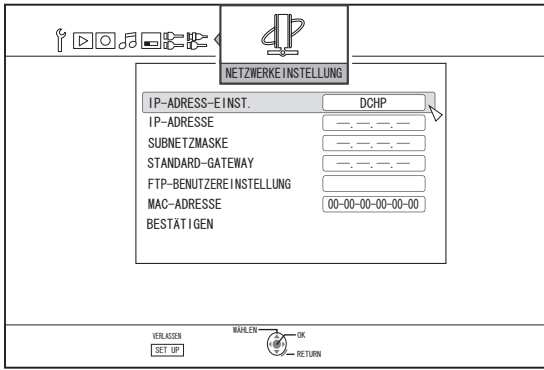 NETZWERKEINSTELLUNG
IP-ADRESS-EINST. DCHP
IP-ADRESSE —.—.—.—
SUBNETZMASKE —.—.—.—
STANDARD-GATEWAY —.—.—.—
FTP-BENUTZEREINSTELLUNG
MAC-ADRESSE 00-00-00-00-00-00
BESTÄTIGEN
VERLASSEN
SET UP
WÄHLEN
OK
RETURN